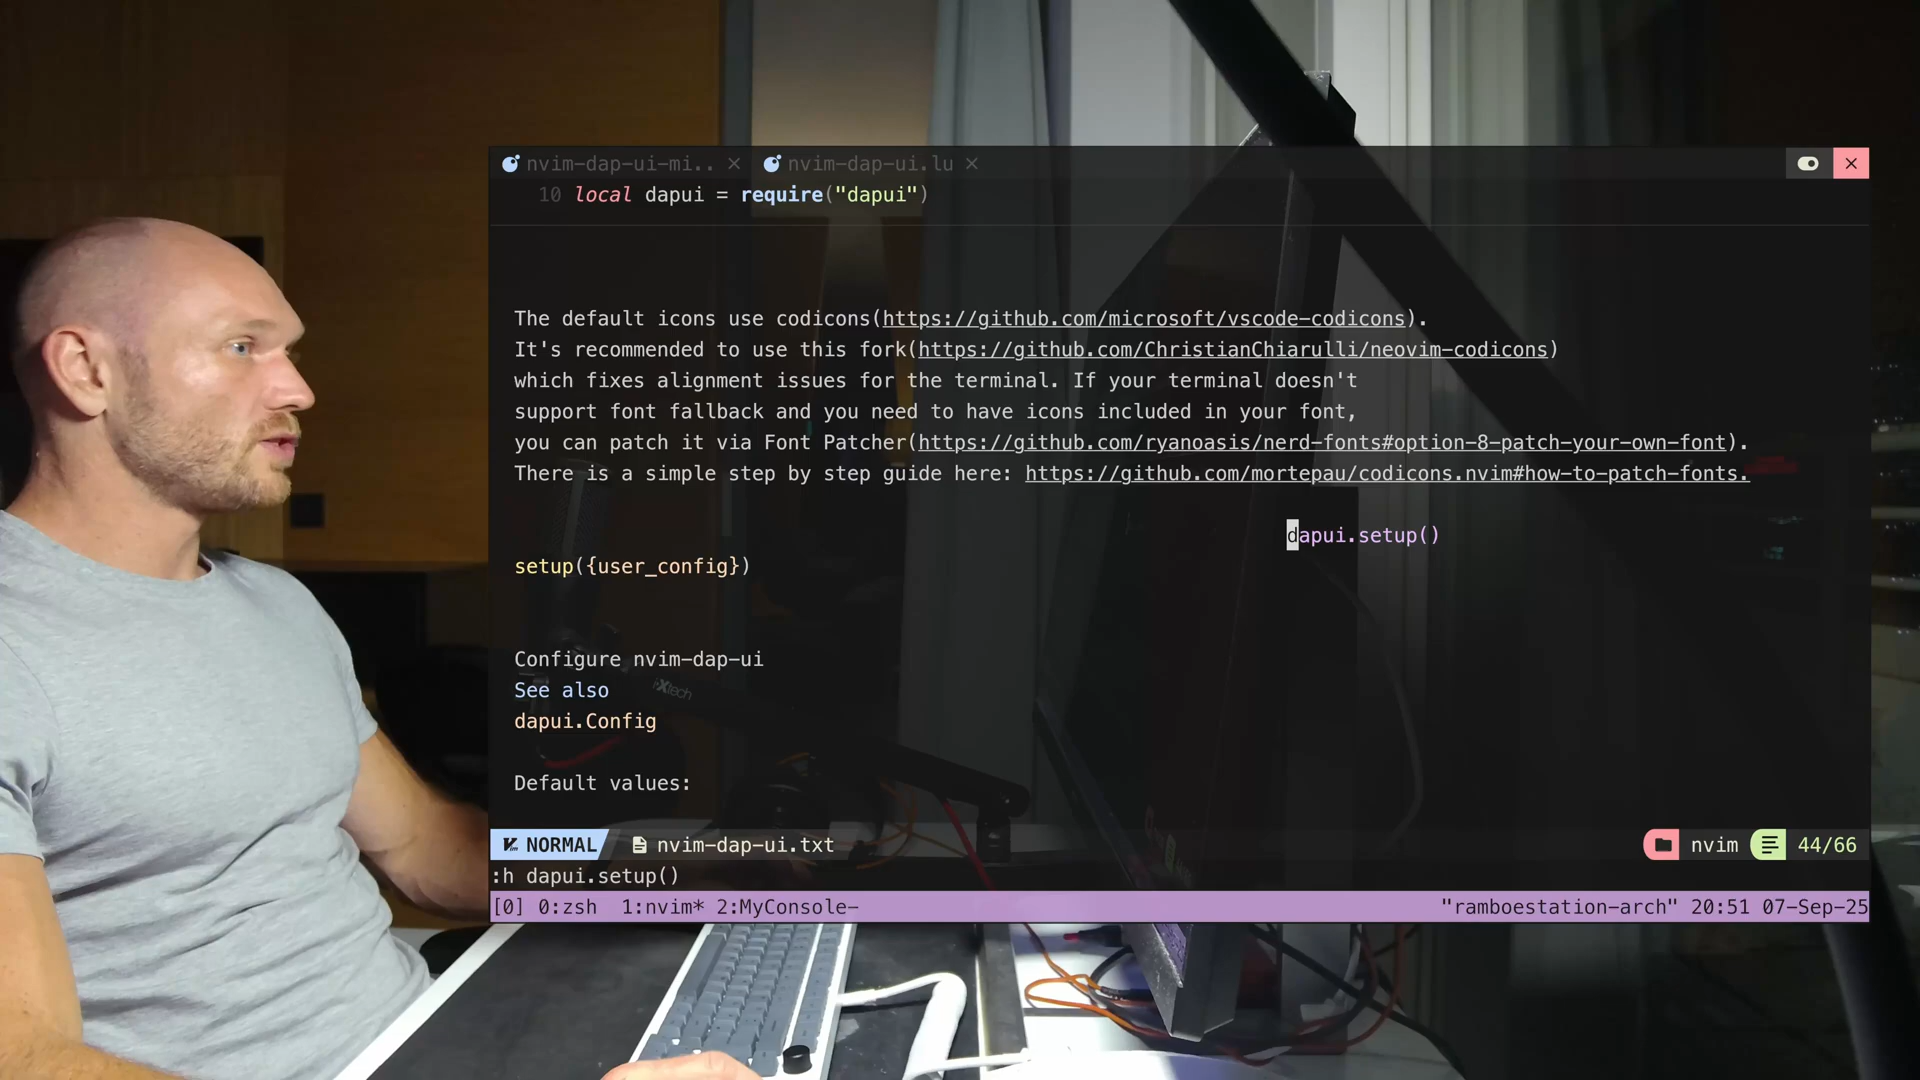 nvim-dap-ui-mi.. × nvim-dap-ui.lu ×
10 local dapui = require("dapui")
The default icons use codicons(https://github.com/microsoft/vscode-codicons).
It's recommended to use this fork(https://github.com/ChristianChiarulli/neovim-codicons)
which fixes alignment issues for the terminal. If your terminal doesn't
support font fallback and you need to have icons included in your font,
you can patch it via Font Patcher(https://github.com/ryanoasis/nerd-fonts#option-8-patch-your-own-font).
There is a simple step by step guide here: https://github.com/mortepau/codicons.nvim#how-to-patch-fonts.
dapui.setup()
setup({user_config})
Configure nvim-dap-ui
See also
dapui.Config
Default values:
NORMAL nvim-dap-ui.txt nvim 44/66
:h dapui.setup()
[0] 0:zsh 1:nvim* 2:MyConsole- "ramboestation-arch" 20:51 07-Sep-25